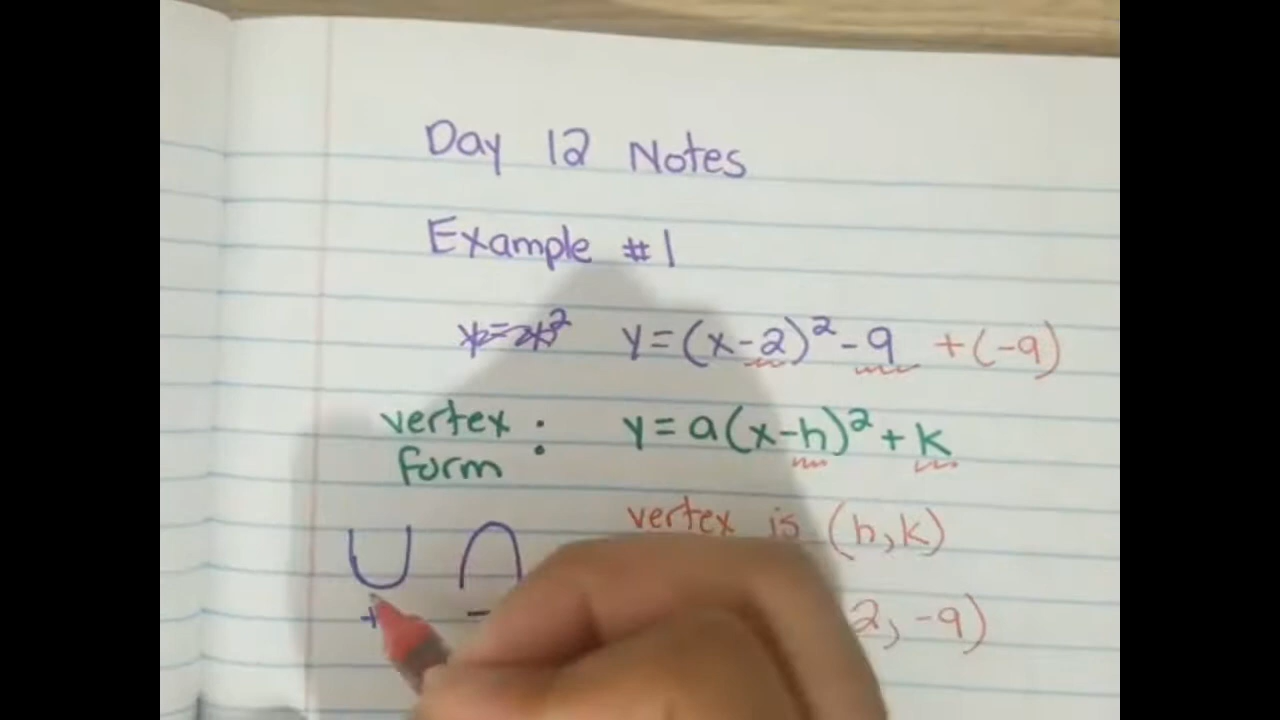 Day 12 Notes
Example #1
y=(x-2)²-9 +(-9)
vertex form : y=a(x-h)²+k
vertex is (h,k)
2,-9)
+ -